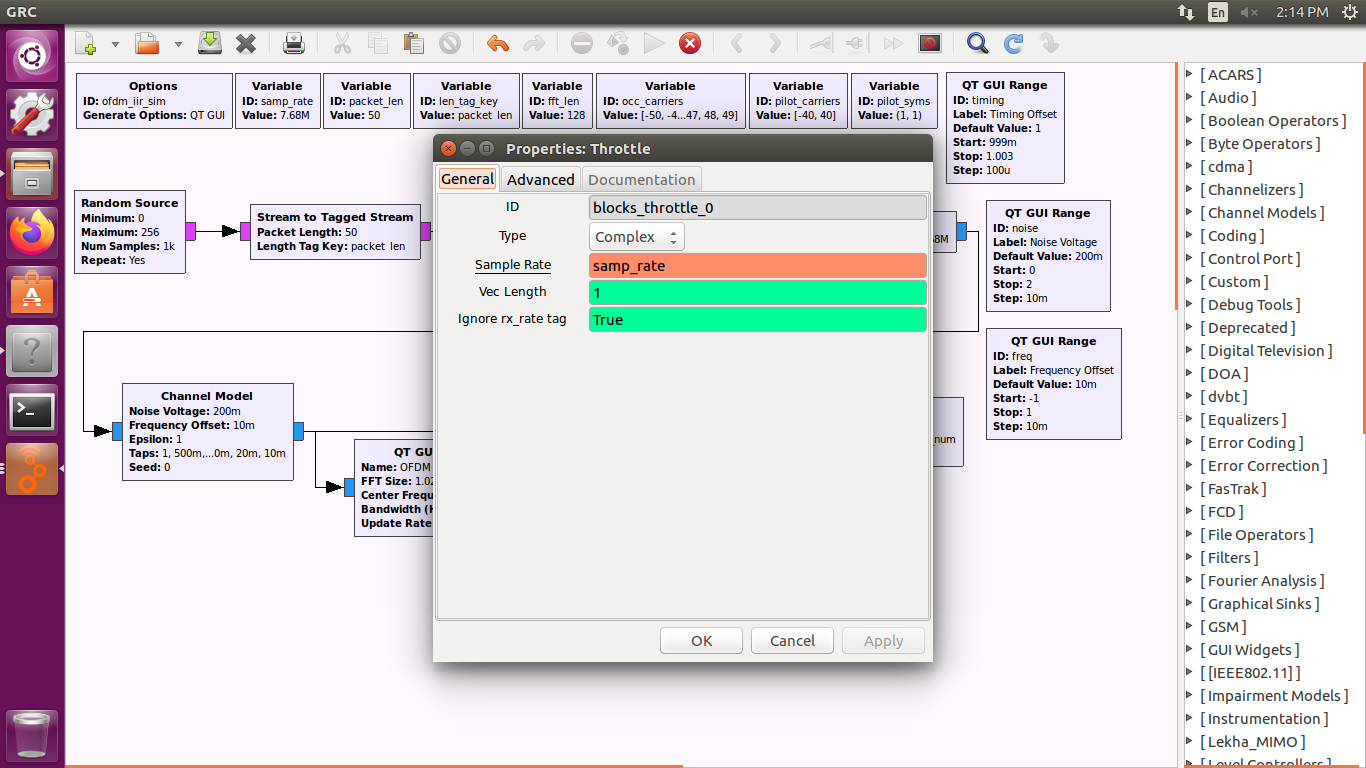 GRC
En
2:14 PM
Options
ID: ofdm_iir_sim
Generate Options: QT GUI
Variable
ID: samp_rate
Value: 7.68M
Variable
ID: packet_len
Value: 50
Variable
ID: len_tag_key
Value: packet_len
Variable
ID: fft_len
Value: 128
Variable
ID: occ_carriers
Value: [-50, -4...47, 48, 49]
Variable
ID: pilot_carriers
Value: [-40, 40]
Variable
ID: pilot_syms
Value: (1, 1)
QT GUI Range
ID: timing
Label: Timing Offset
Default Value: 1
Start: 999m
Stop: 1.003
Step: 100u
Random Source
Minimum: 0
Maximum: 256
Num Samples: 1k
Repeat: Yes
Stream to Tagged Stream
Packet Length: 50
Length Tag Key: packet_len
QT GUI Range
ID: noise
Label: Noise Voltage
Default Value: 200m
Start: 0
Stop: 2
Step: 10m
QT GUI Range
ID: freq
Label: Frequency Offset
Default Value: 10m
Start: -1
Stop: 1
Step: 10m
Channel Model
Noise Voltage: 200m
Frequency Offset: 10m
Epsilon: 1
Taps: 1, 500m,...0m, 20m, 10m
Seed: 0
QT GU
Name: OFDM
FFT Size: 1.02
Center Frequ
Bandwidth (H
Update Rate
8M
_num
Properties: Throttle
General
Advanced
Documentation
ID
blocks_throttle_0
Type
Complex
Sample Rate
samp_rate
Vec Length
1
Ignore rx_rate tag
True
OK
Cancel
Apply
[ ACARS ]
[ Audio ]
[ Boolean Operators ]
[ Byte Operators ]
[ cdma ]
[ Channelizers ]
[ Channel Models ]
[ Coding ]
[ Control Port ]
[ Custom ]
[ Debug Tools ]
[ Deprecated ]
[ Digital Television ]
[ DOA ]
[ dvbt ]
[ Equalizers ]
[ Error Coding ]
[ Error Correction ]
[ FasTrak ]
[ FCD ]
[ File Operators ]
[ Filters ]
[ Fourier Analysis ]
[ Graphical Sinks ]
[ GSM ]
[ GUI Widgets ]
[ [IEEE802.11] ]
[ Impairment Models ]
[ Instrumentation ]
[ Lekha_MIMO ]
[ Level Controllers ]